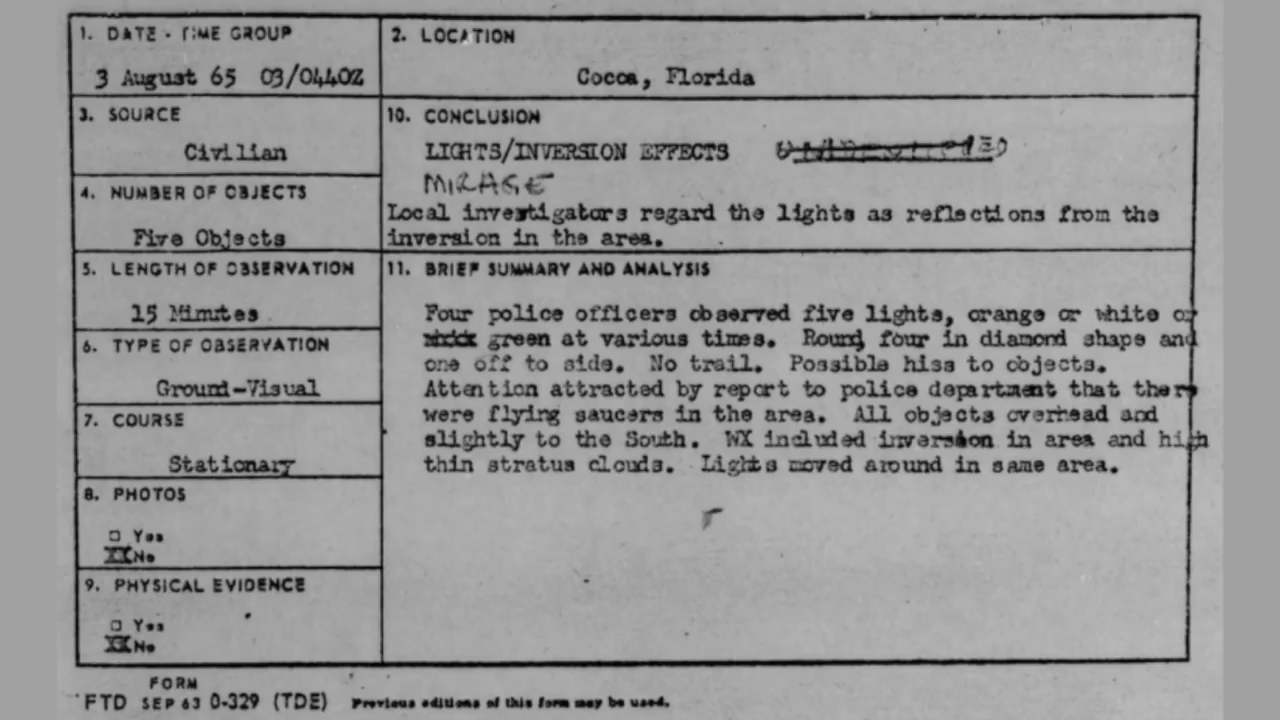 1. DATE - TIME GROUP
3 August 65 03/0440Z
2. LOCATION
Cocoa, Florida
3. SOURCE
Civilian
4. NUMBER OF OBJECTS
Five Objects
5. LENGTH OF OBSERVATION
15 Minutes
6. TYPE OF OBSERVATION
Ground-Visual
7. COURSE
Stationary
8. PHOTOS
□ Yes
XX No
9. PHYSICAL EVIDENCE
□ Yes
XX No
10. CONCLUSION
LIGHTS/INVERSION EFFECTS UNIDENTIFIED
MIRAGE
Local investigators regard the lights as reflections from the
inversion in the area.
11. BRIEF SUMMARY AND ANALYSIS
Four police officers observed five lights, orange or white or
green at various times. Round, four in diamond shape and
one off to side. No trail. Possible hiss to objects.
Attention attracted by report to police department that there
were flying saucers in the area. All objects overhead and
slightly to the South. WX included inversion in area and high
thin stratus clouds. Lights moved around in same area.
FORM
FTD SEP 63 0-329 (TDE) Previous editions of this form may be used.